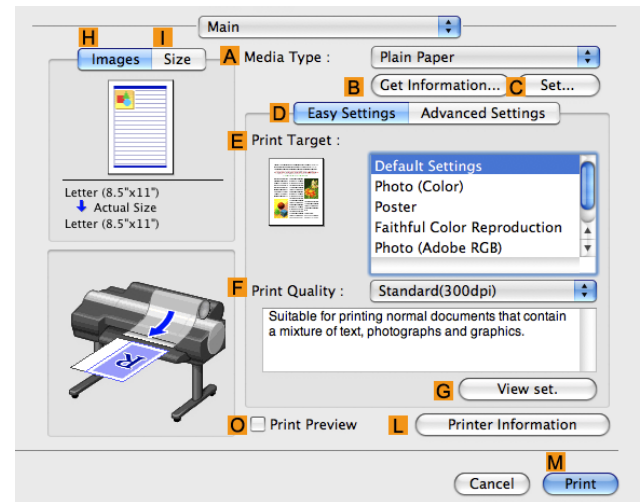 Main
H I
Images Size
A Media Type : Plain Paper
B Get Information... C Set...
D Easy Settings Advanced Settings
E Print Target :
Default Settings
Photo (Color)
Poster
Faithful Color Reproduction
Photo (Adobe RGB)
Letter (8.5"x11")
Actual Size
Letter (8.5"x11")
F Print Quality : Standard(300dpi)
Suitable for printing normal documents that contain
a mixture of text, photographs and graphics.
R
G View set.
O Print Preview L Printer Information
M
Cancel Print